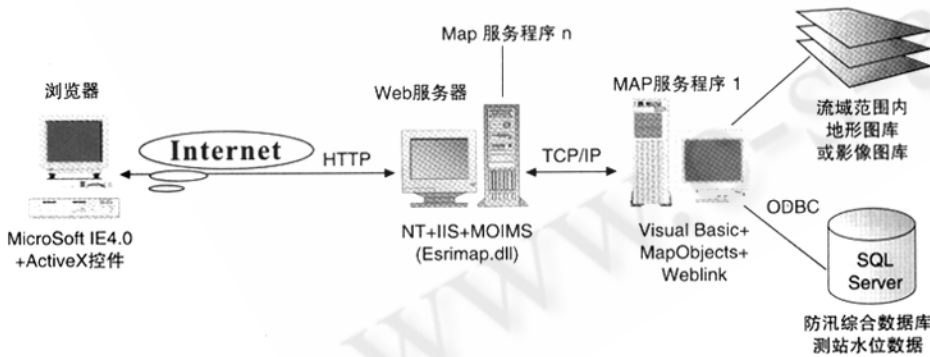 Map 服务程序 n
浏览器
Web服务器
MAP服务程序 1
流域范围内
地形图库
或影像图库
Internet
HTTP
TCP/IP
ODBC
MicroSoft IE4.0
+ActiveX控件
NT+IIS+MOIMS
(Esrimap.dll)
Visual Basic+
MapObjects+
Weblink
SQL
Server
防汛综合数据库
测站水位数据